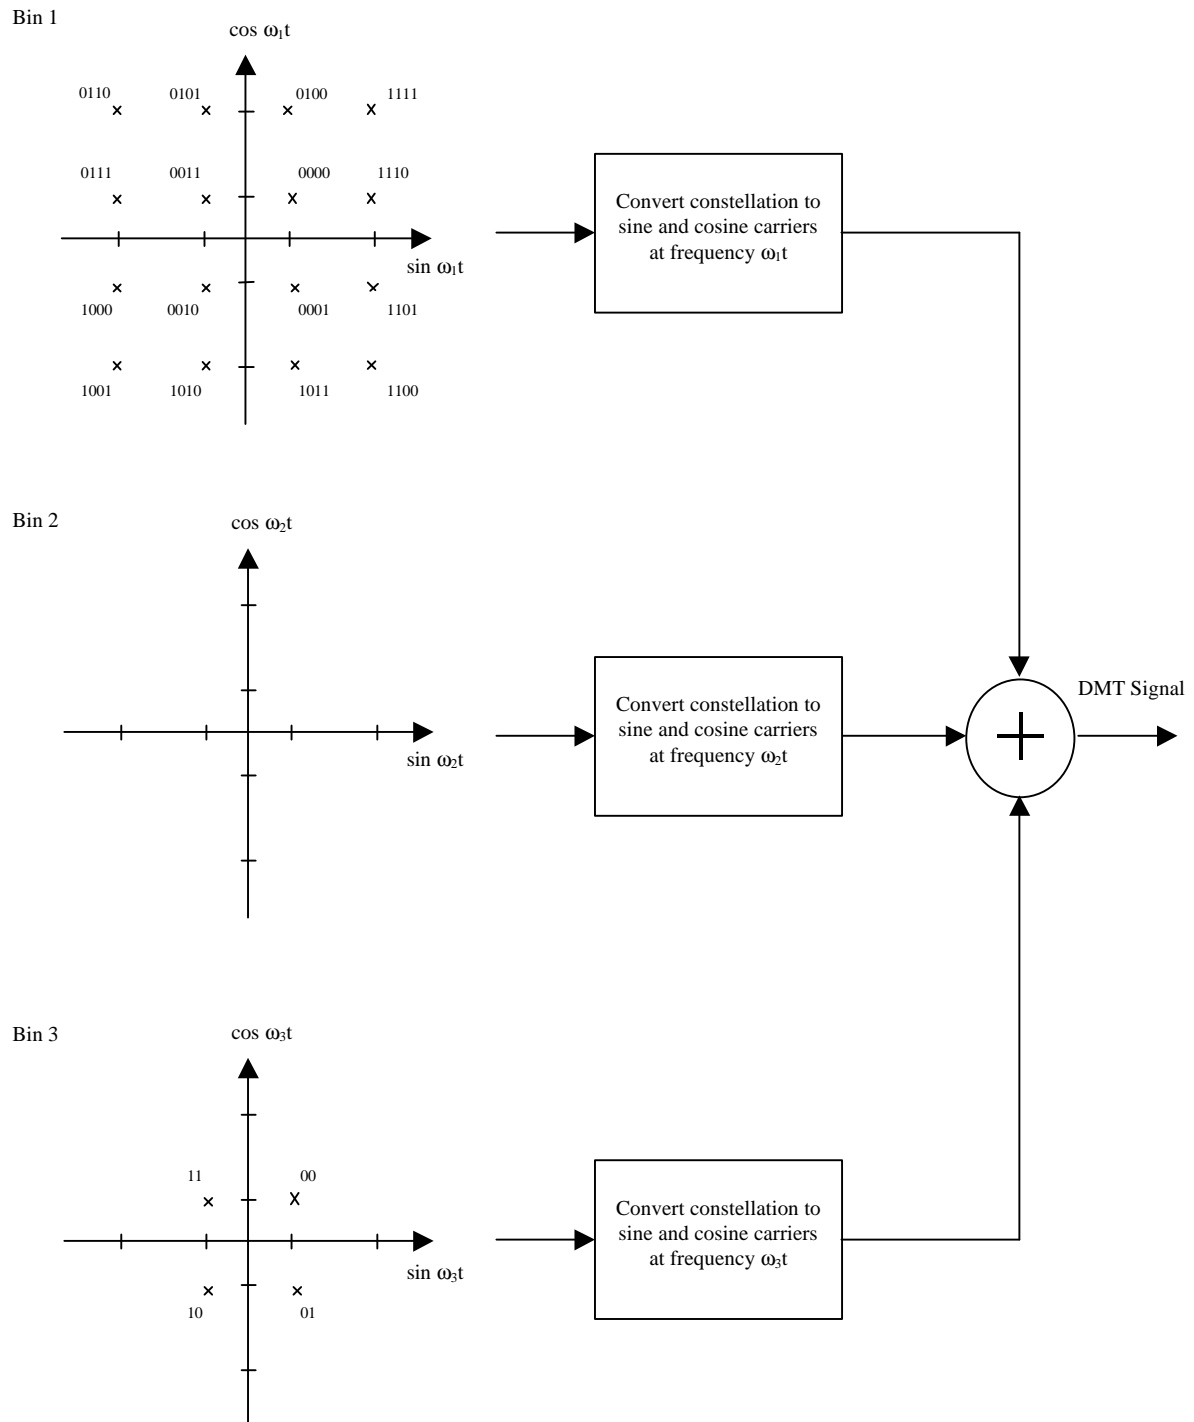 Bin 1
cos ω₁t
0110 0101 0100 1111
0111 0011 0000 1110
sin ω₁t
1000 0010 0001 1101
1001 1010 1011 1100
Convert constellation to
sine and cosine carriers
at frequency ω₁t
Bin 2
cos ω₂t
sin ω₂t
Convert constellation to
sine and cosine carriers
at frequency ω₂t
+
DMT Signal
Bin 3
cos ω₃t
11 00
sin ω₃t
10 01
Convert constellation to
sine and cosine carriers
at frequency ω₃t